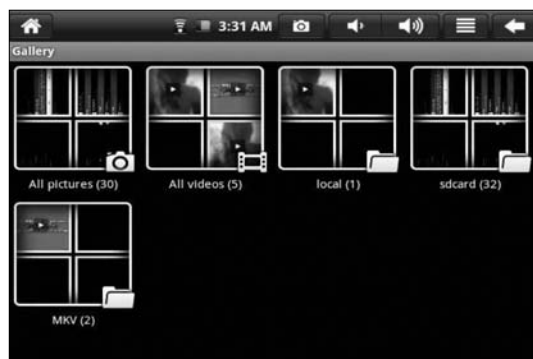 3:31 AM
Gallery
All pictures (30)
All videos (5)
local (1)
sdcard (32)
MKV (2)